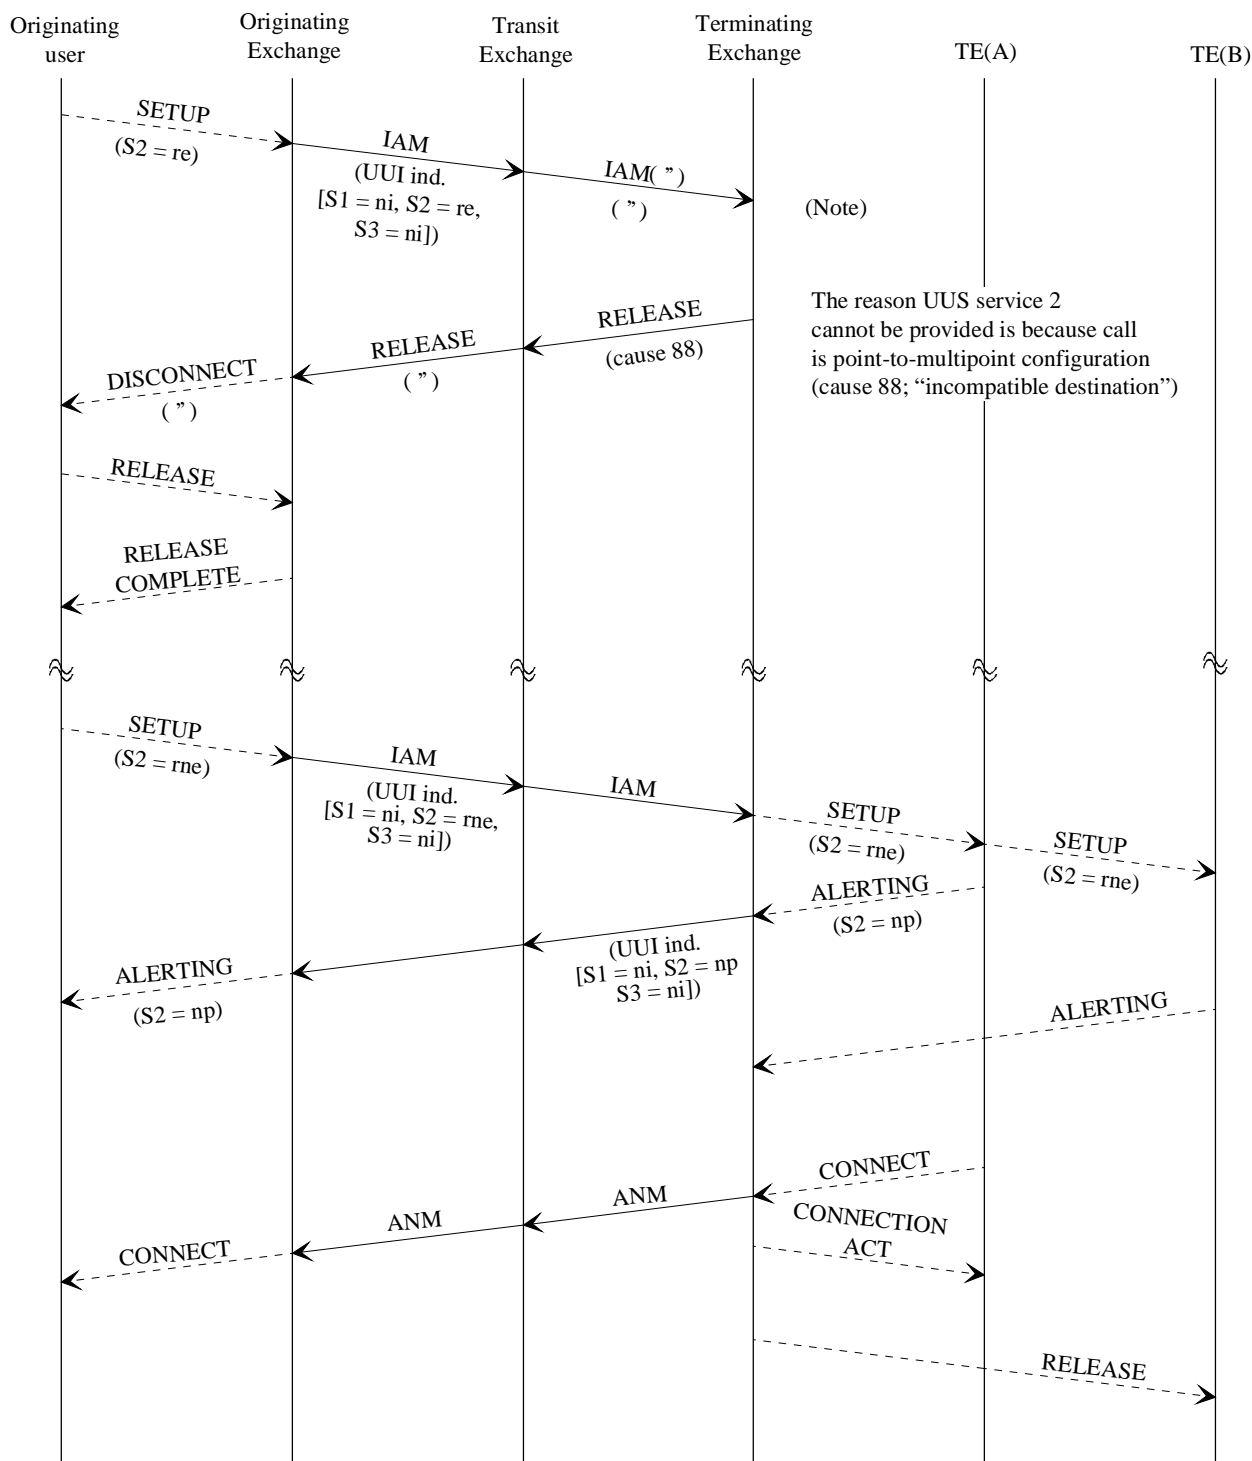 Originating
user
Originating
Exchange
Transit
Exchange
Terminating
Exchange
TE(A)
TE(B)
SETUP
(S2 = re)
IAM
(UUI ind.
[S1 = ni, S2 = re,
S3 = ni])
IAM( ” )
( ” )
(Note)
RELEASE
(cause 88)
The reason UUS service 2
cannot be provided is because call
is point-to-multipoint configuration
(cause 88; “incompatible destination”)
RELEASE
( ” )
DISCONNECT
( ” )
RELEASE
RELEASE
COMPLETE
SETUP
(S2 = rne)
IAM
(UUI ind.
[S1 = ni, S2 = rne,
S3 = ni])
IAM
SETUP
(S2 = rne)
SETUP
(S2 = rne)
ALERTING
(S2 = np)
(UUI ind.
[S1 = ni, S2 = np
S3 = ni])
ALERTING
(S2 = np)
ALERTING
CONNECT
ANM
ANM
CONNECT
CONNECTION
ACT
RELEASE